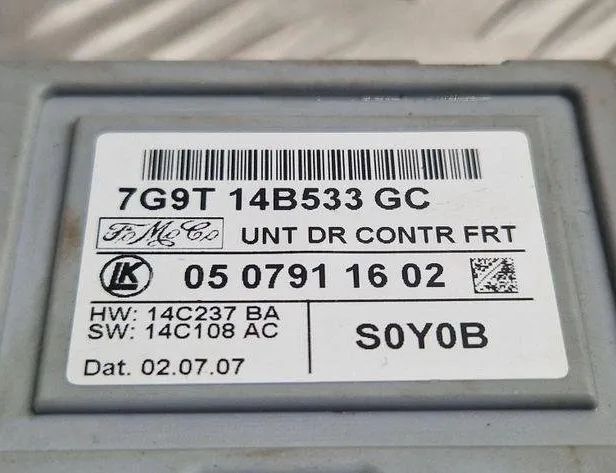 7G9T 14B533 GC
FoMoCo UNT DR CONTR FRT
LK 05 0791 16 02
HW: 14C237 BA
SW: 14C108 AC
S0Y0B
Dat. 02.07.07